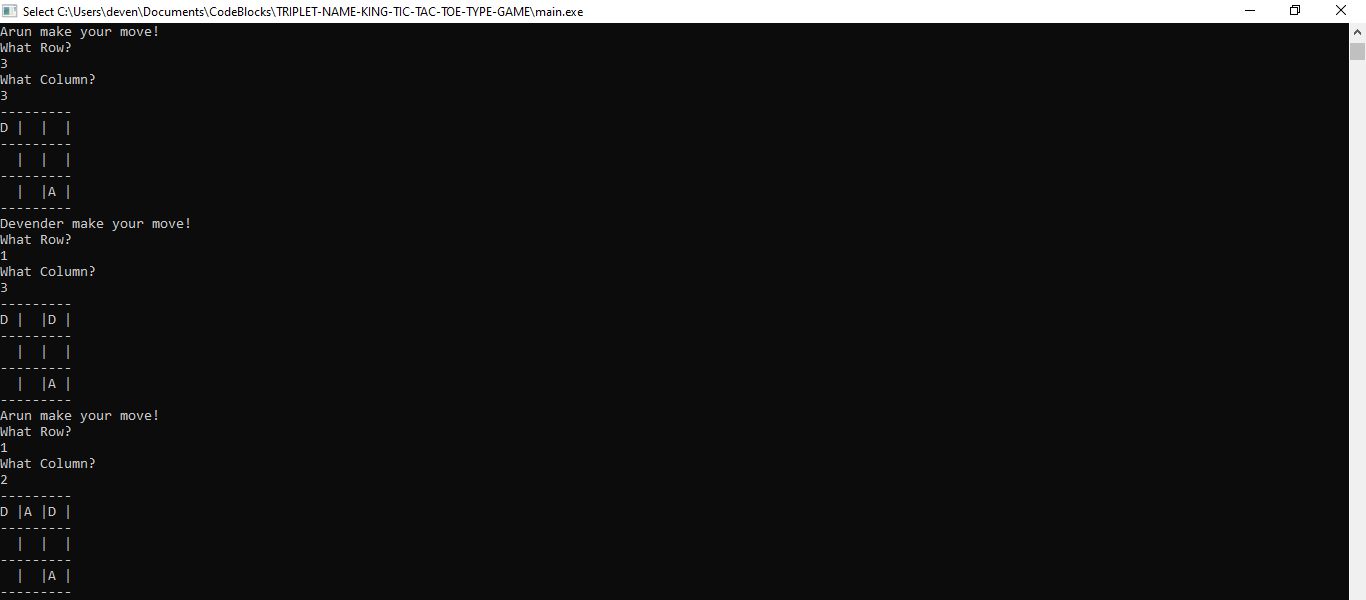 Select C:\Users\deven\Documents\CodeBlocks\TRIPLET-NAME-KING-TIC-TAC-TOE-TYPE-GAME\main.exe
Arun make your move!
What Row?
3
What Column?
3
---------
D |  |  |
---------
  |  |  |
---------
  |  |A |
---------
Devender make your move!
What Row?
1
What Column?
3
---------
D |  |D |
---------
  |  |  |
---------
  |  |A |
---------
Arun make your move!
What Row?
1
What Column?
2
---------
D |A |D |
---------
  |  |  |
---------
  |  |A |
---------